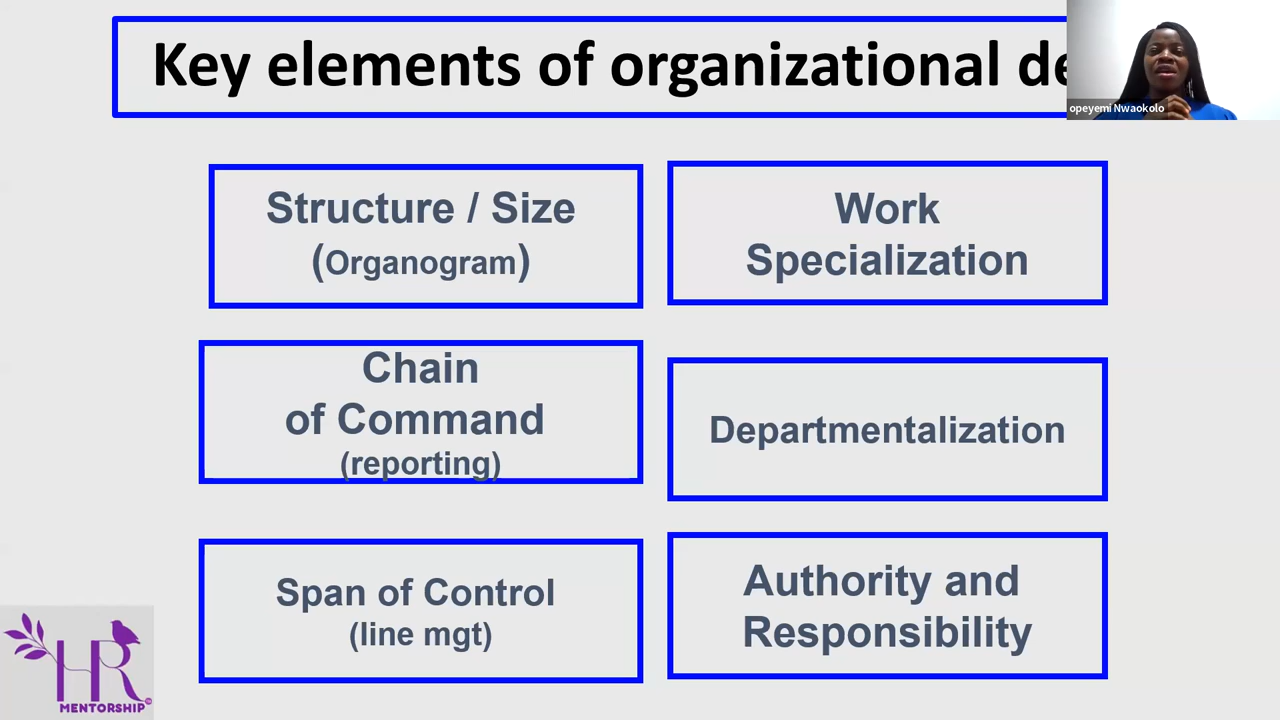 Key elements of organizational
opeyemi Nwaokolo
Structure / Size
(Organogram)
Work
Specialization
Chain
of Command
(reporting)
Departmentalization
Span of Control
(line mgt)
Authority and
Responsibility
HR
MENTORSHIP